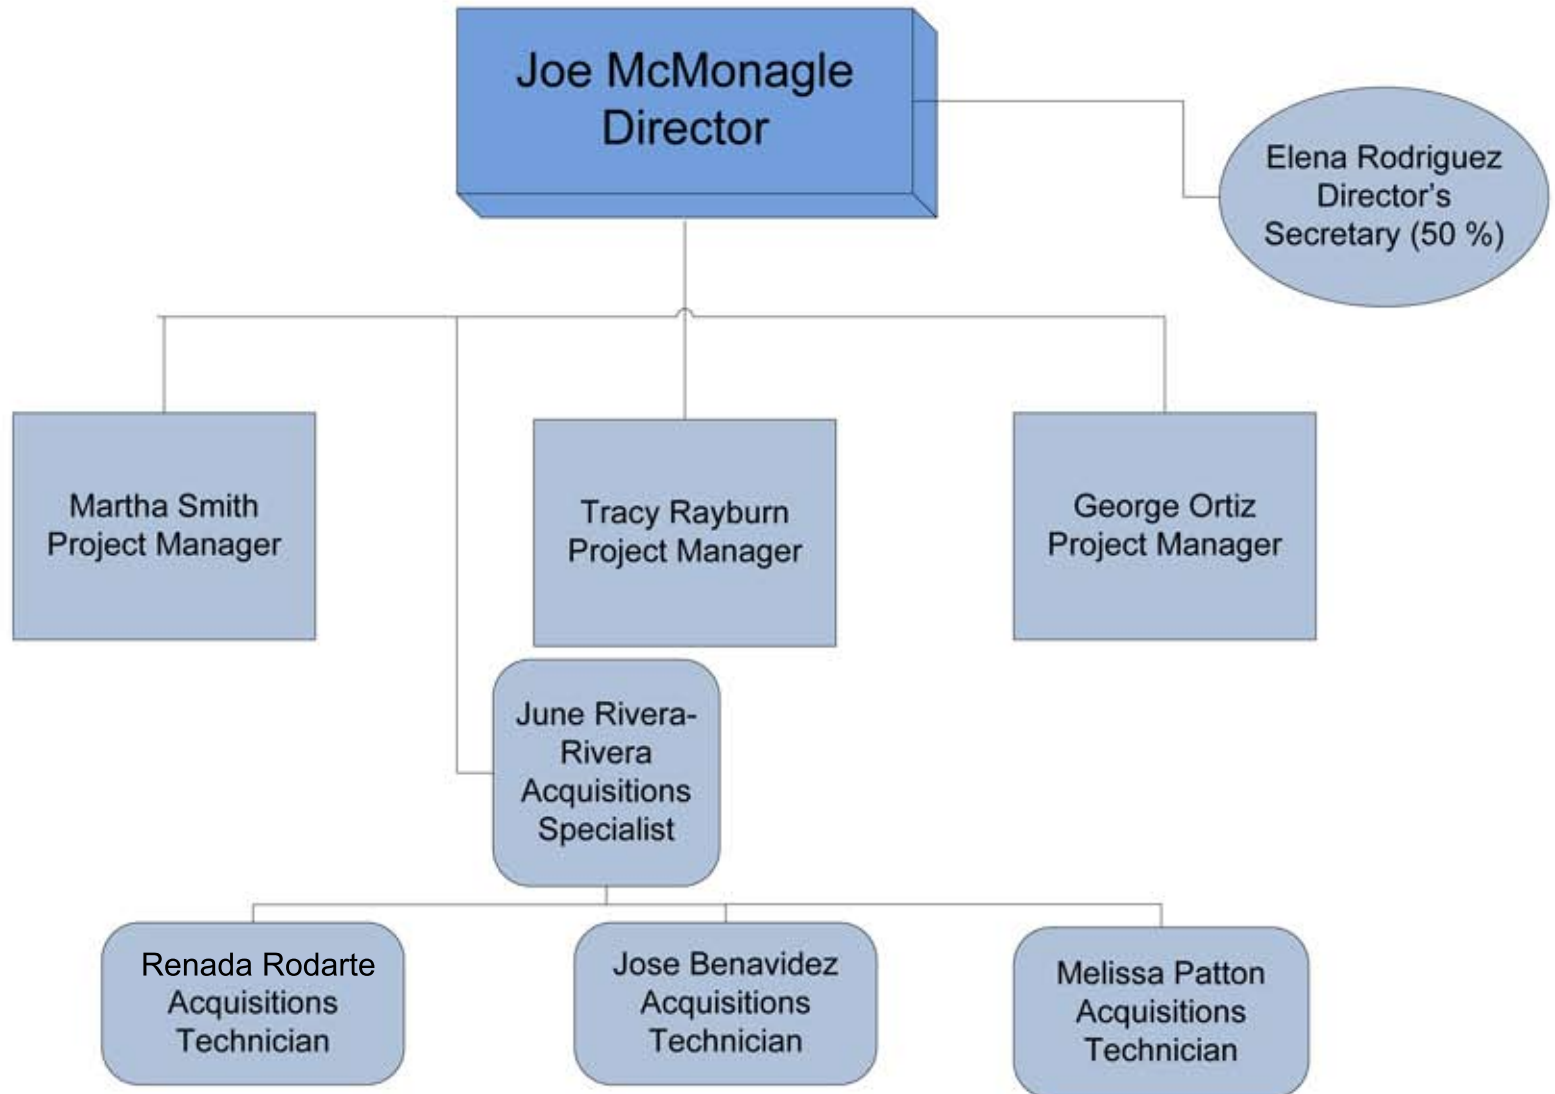 Joe McMonagle
Director
Elena Rodriguez
Director’s
Secretary (50 %)
Martha Smith
Project Manager
Tracy Rayburn
Project Manager
George Ortiz
Project Manager
June Rivera-
Rivera
Acquisitions
Specialist
Renada Rodarte
Acquisitions
Technician
Jose Benavidez
Acquisitions
Technician
Melissa Patton
Acquisitions
Technician